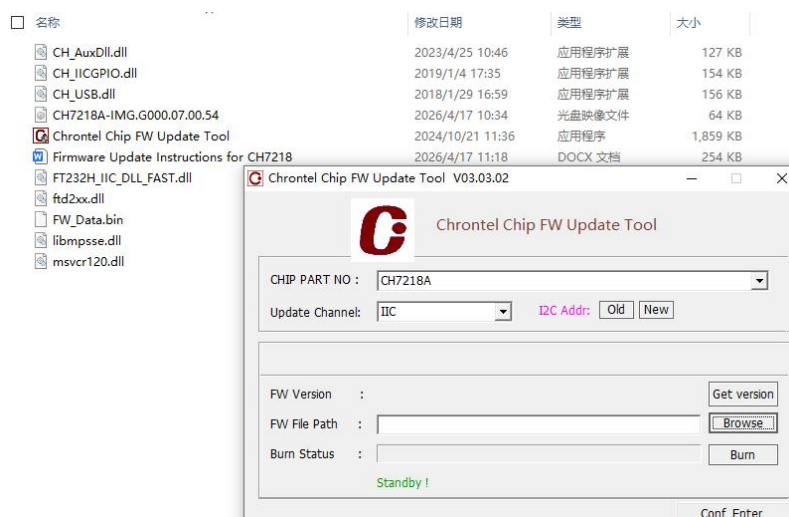 名称 修改日期 类型 大小
CH_AuxDll.dll 2023/4/25 10:46 应用程序扩展 127 KB
CH_IICGPIO.dll 2019/1/4 17:35 应用程序扩展 154 KB
CH_USB.dll 2018/1/29 16:59 应用程序扩展 156 KB
CH7218A-IMG.G000.07.00.54 2026/4/17 10:34 光盘映像文件 64 KB
Chrontel Chip FW Update Tool 2024/10/21 11:36 应用程序 1,859 KB
Firmware Update Instructions for CH7218 2026/4/17 11:18 DOCX 文档 254 KB
FT232H_IIC_DLL_FAST.dll
ftd2xx.dll
FW_Data.bin
libmpsse.dll
msvcr120.dll
Chrontel Chip FW Update Tool V03.03.02
Chrontel Chip FW Update Tool
CHIP PART NO : CH7218A
Update Channel: IIC I2C Addr: Old New
FW Version : Get version
FW File Path : Browse
Burn Status : Burn
Standby !
Conf Enter